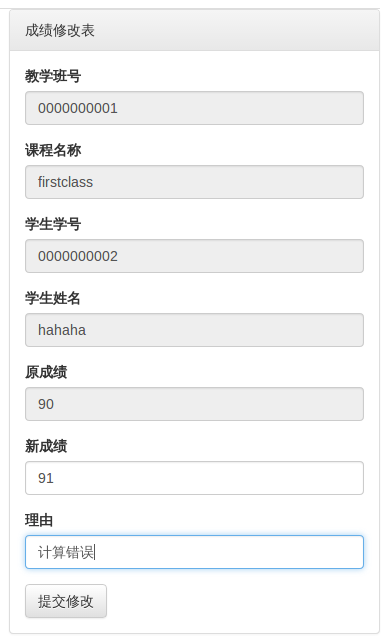 成绩修改表
教学班号
0000000001
课程名称
firstclass
学生学号
0000000002
学生姓名
hahaha
原成绩
90
新成绩
91
理由
计算错误
提交修改